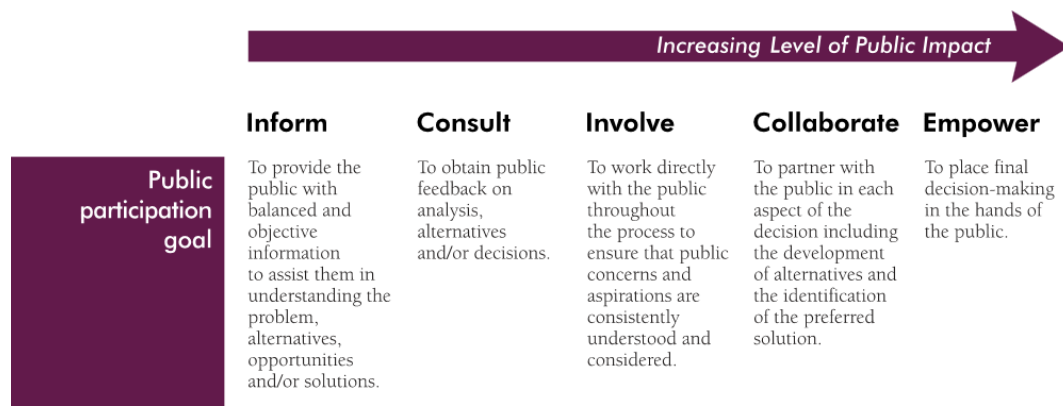 Increasing Level of Public Impact
Inform
Consult
Involve
Collaborate
Empower
Public
participation
goal
To provide the
public with
balanced and
objective
information
to assist them in
understanding the
problem,
alternatives,
opportunities
and/or solutions.
To obtain public
feedback on
analysis,
alternatives
and/or decisions.
To work directly
with the public
throughout
the process to
ensure that public
concerns and
aspirations are
consistently
understood and
considered.
To partner with
the public in each
aspect of the
decision including
the development
of alternatives and
the identification
of the preferred
solution.
To place final
decision-making
in the hands of
the public.